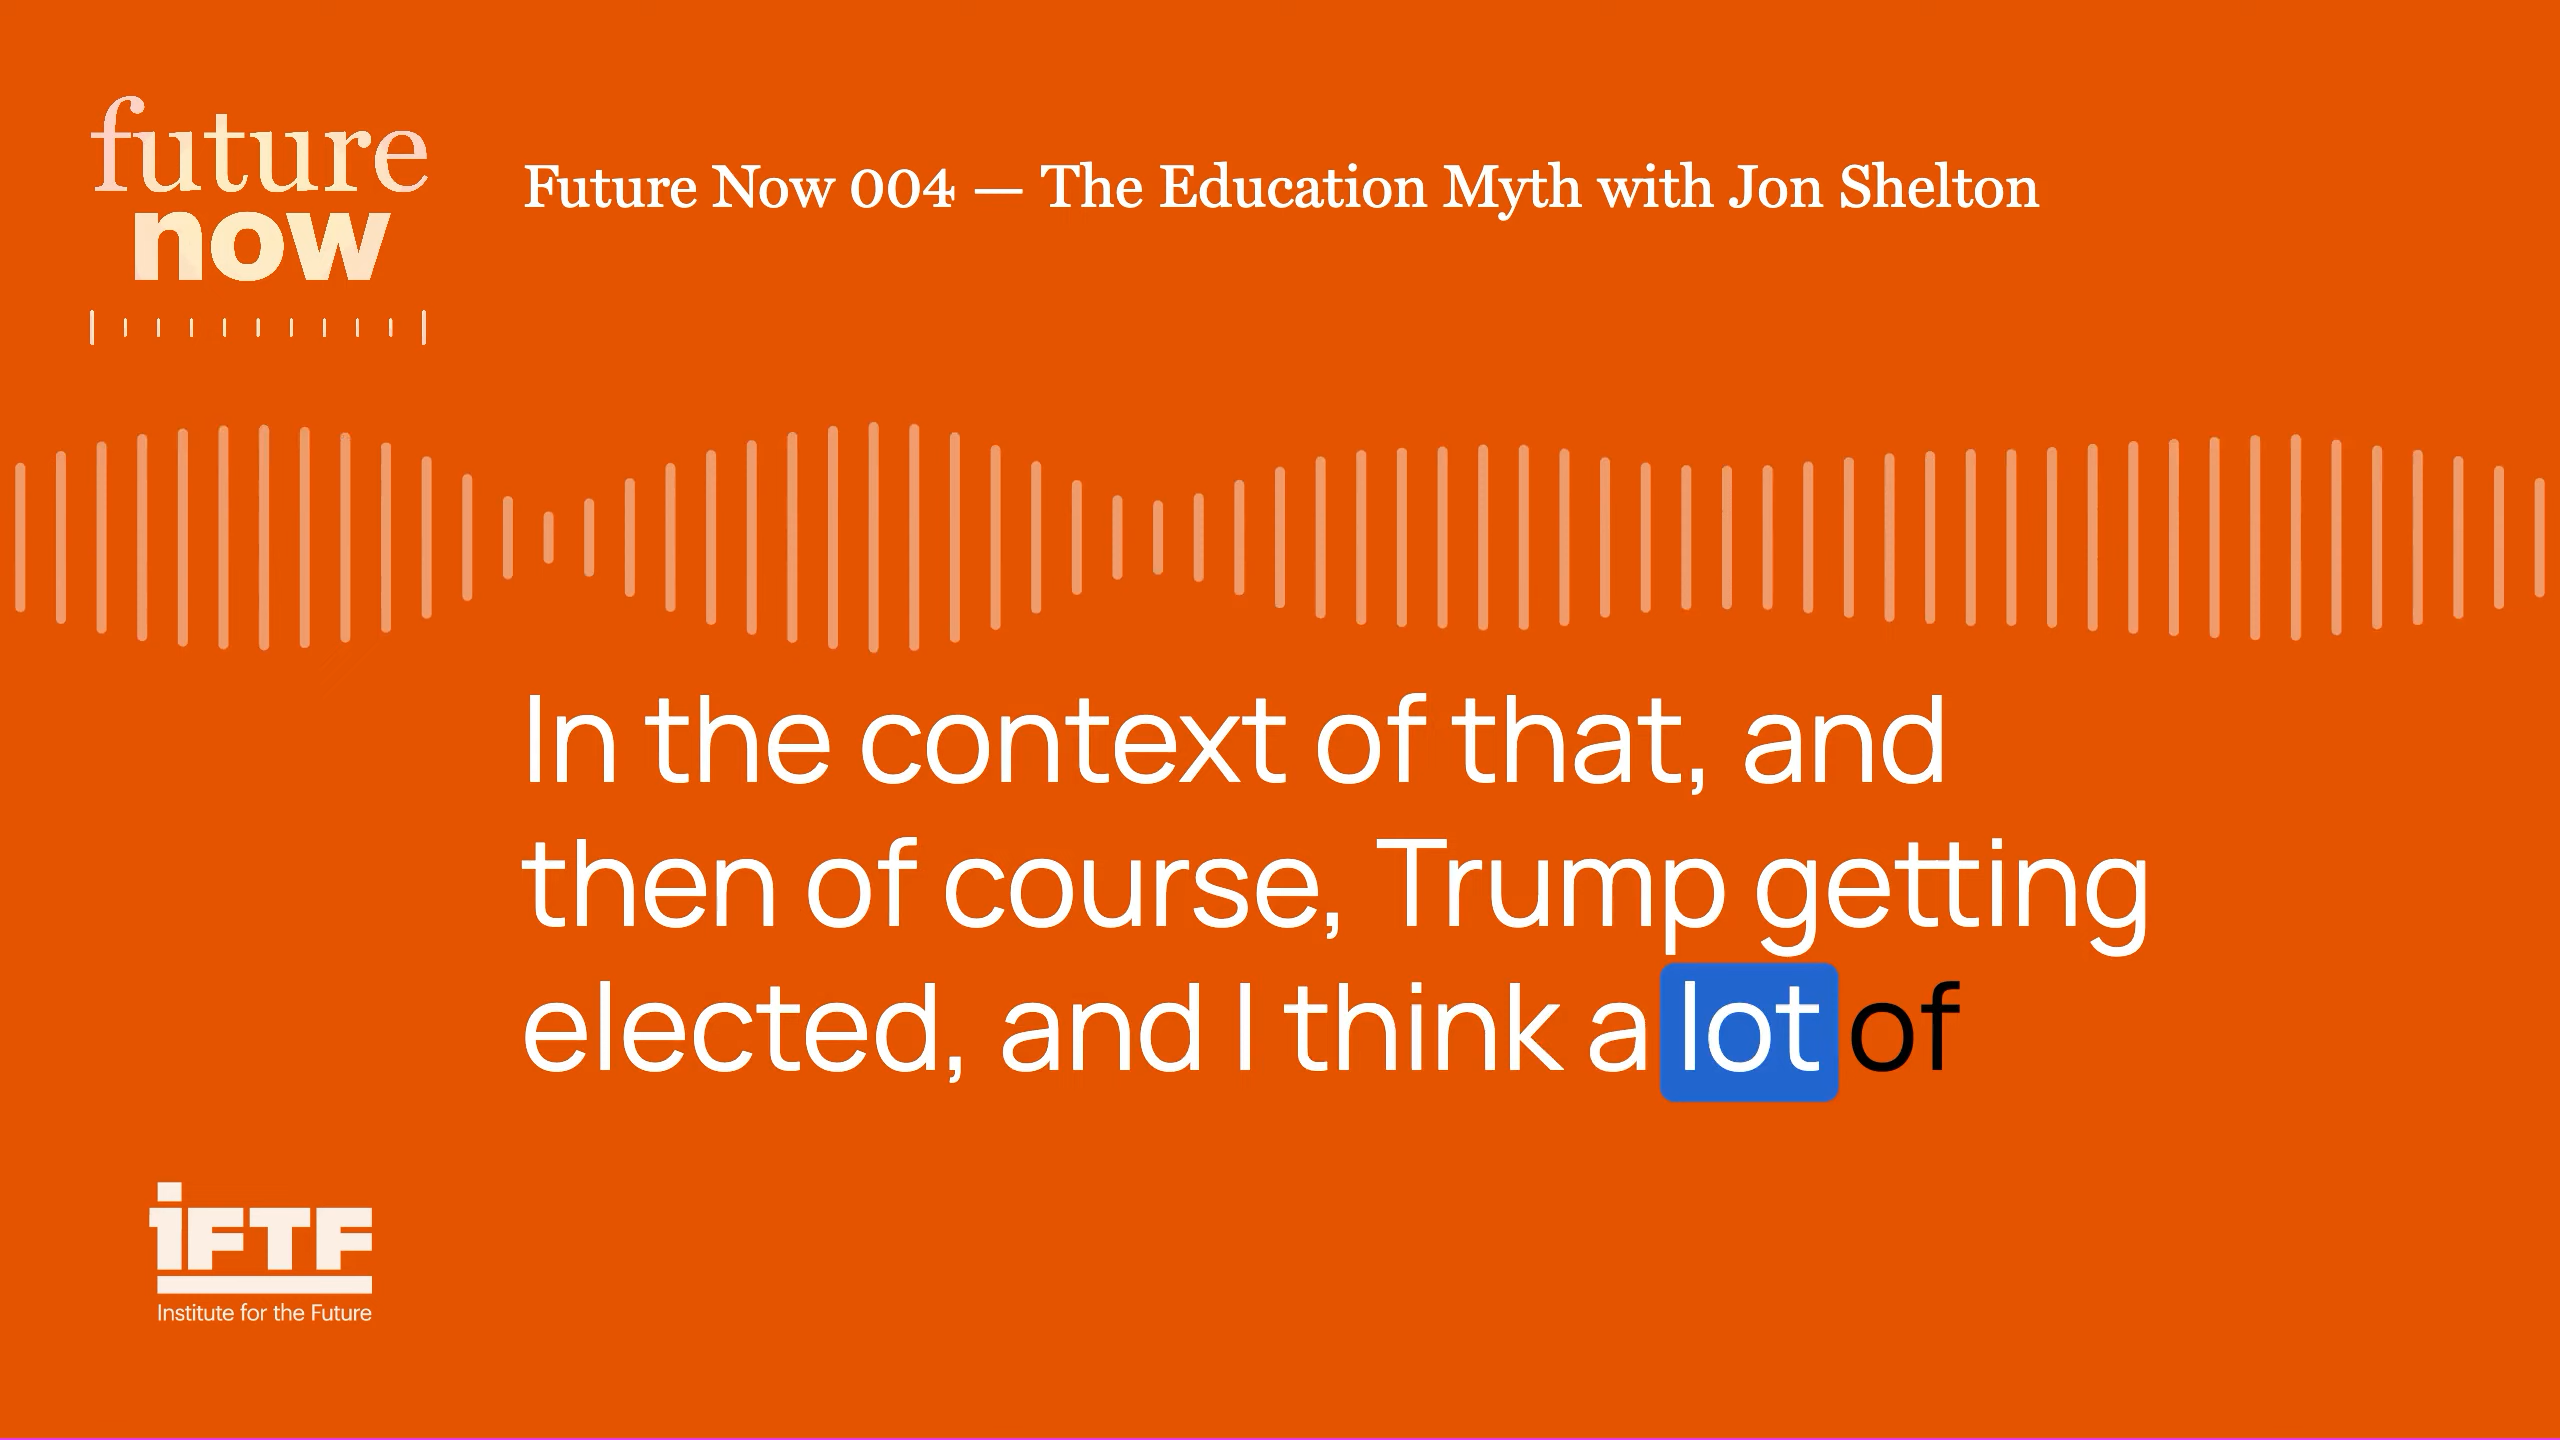 future
now
Future Now 004 — The Education Myth with Jon Shelton
In the context of that, and
then of course, Trump getting
elected, and I think a lot of
iFTF
Institute for the Future